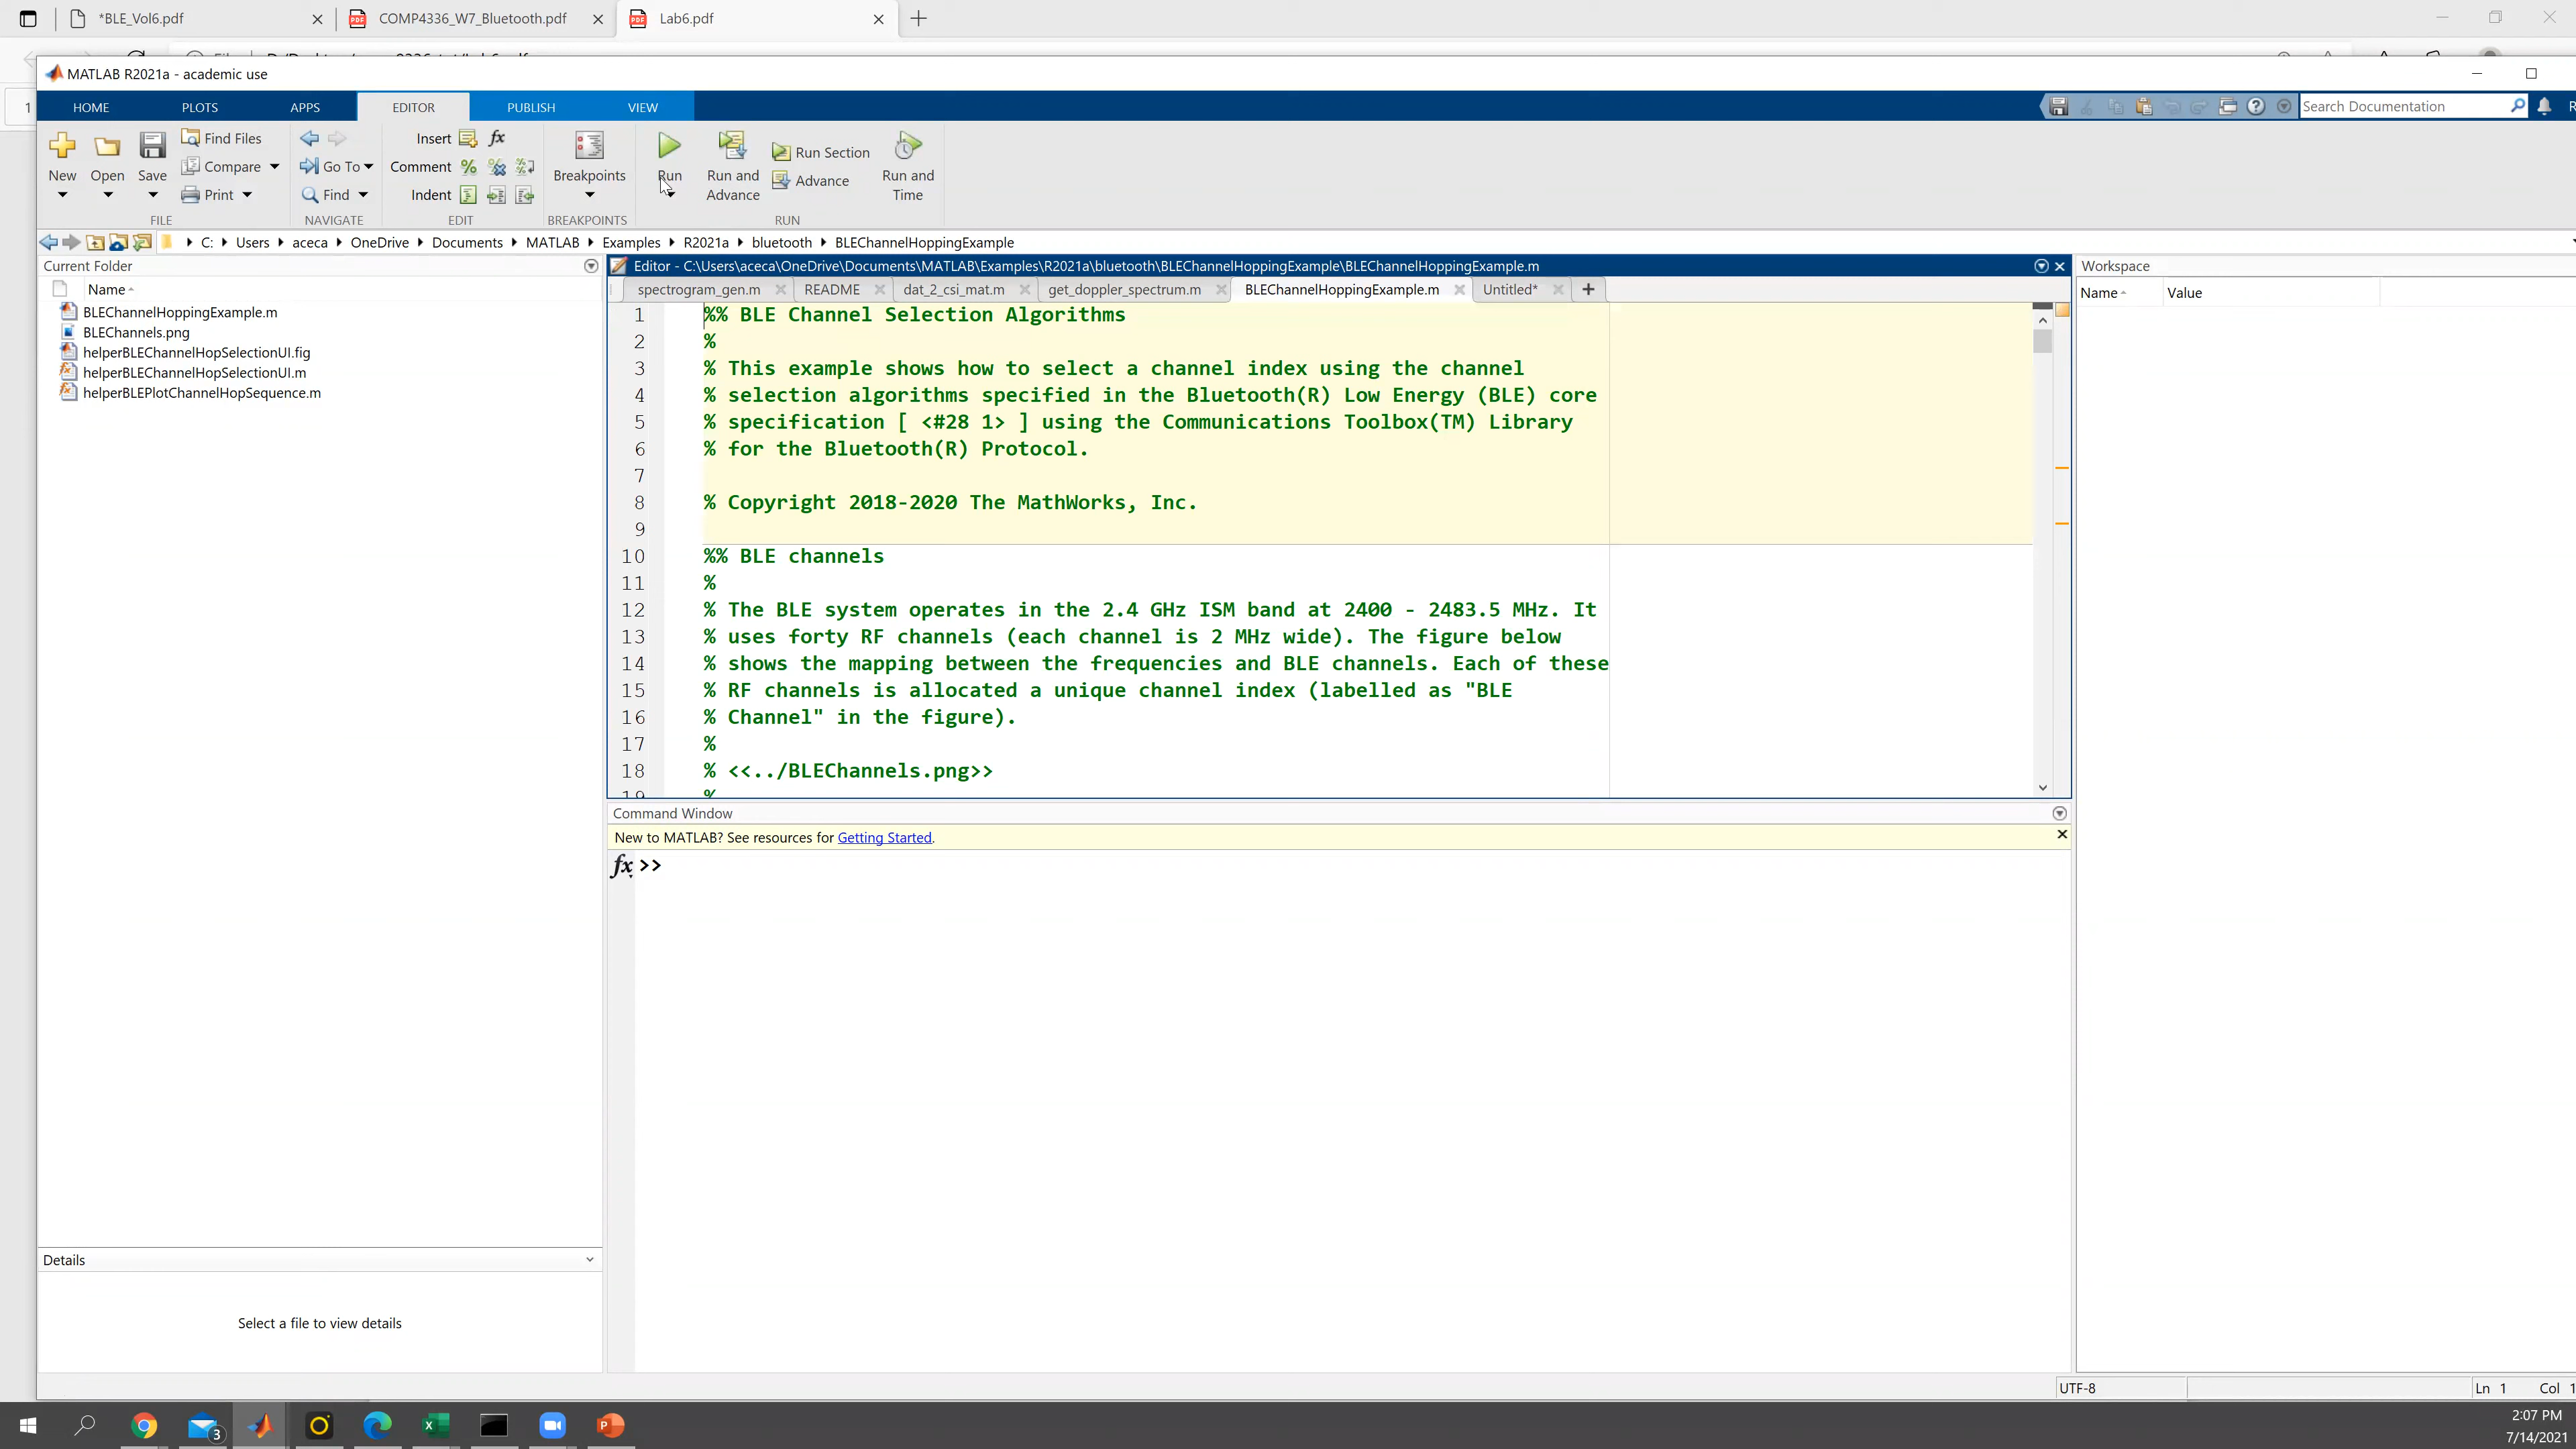 *BLE_Vol6.pdf
COMP4336_W7_Bluetooth.pdf
Lab6.pdf
MATLAB R2021a - academic use
HOME PLOTS APPS EDITOR PUBLISH VIEW
Search Documentation
New
Open
Save
Find Files
Compare
Print
FILE
Go To
Find
NAVIGATE
Insert
Comment
Indent
EDIT
Breakpoints
BREAKPOINTS
Run
Run and
Advance
Run Section
Advance
Run and
Time
RUN
C: Users aceca OneDrive Documents MATLAB Examples R2021a bluetooth BLEChannelHoppingExample
Current Folder
Name
BLEChannelHoppingExample.m
BLEChannels.png
helperBLEChannelHopSelectionUI.fig
helperBLEChannelHopSelectionUI.m
helperBLEPlotChannelHopSequence.m
Details
Select a file to view details
Editor - C:\Users\aceca\OneDrive\Documents\MATLAB\Examples\R2021a\bluetooth\BLEChannelHoppingExample\BLEChannelHoppingExample.m
spectrogram_gen.m README dat_2_csi_mat.m get_doppler_spectrum.m BLEChannelHoppingExample.m Untitled*
1 %% BLE Channel Selection Algorithms
2 %
3 % This example shows how to select a channel index using the channel
4 % selection algorithms specified in the Bluetooth(R) Low Energy (BLE) core
5 % specification [ <#28 1> ] using the Communications Toolbox(TM) Library
6 % for the Bluetooth(R) Protocol.
7
8 % Copyright 2018-2020 The MathWorks, Inc.
9
10 %% BLE channels
11 %
12 % The BLE system operates in the 2.4 GHz ISM band at 2400 - 2483.5 MHz. It
13 % uses forty RF channels (each channel is 2 MHz wide). The figure below
14 % shows the mapping between the frequencies and BLE channels. Each of these
15 % RF channels is allocated a unique channel index (labelled as "BLE
16 % Channel" in the figure).
17 %
18 % <<../BLEChannels.png>>
19 %
Command Window
New to MATLAB? See resources for Getting Started.
fx >>
Workspace
Name Value
UTF-8
Ln 1 Col 1
3
2:07 PM
7/14/2021